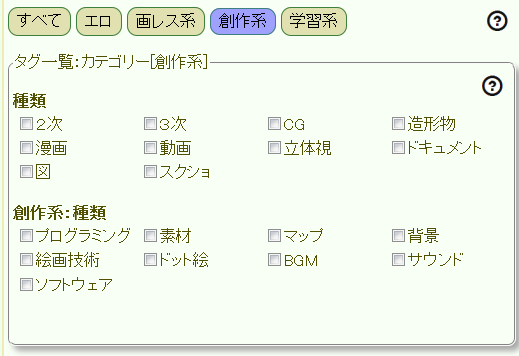 すべて エロ 画レス系 創作系 学習系 ?
タグ一覧:カテゴリー[創作系]
?
種類
2次 3次 CG 造形物
漫画 動画 立体視 ドキュメント
図 スクショ
創作系:種類
プログラミング 素材 マップ 背景
絵画技術 ドット絵 BGM サウンド
ソフトウェア